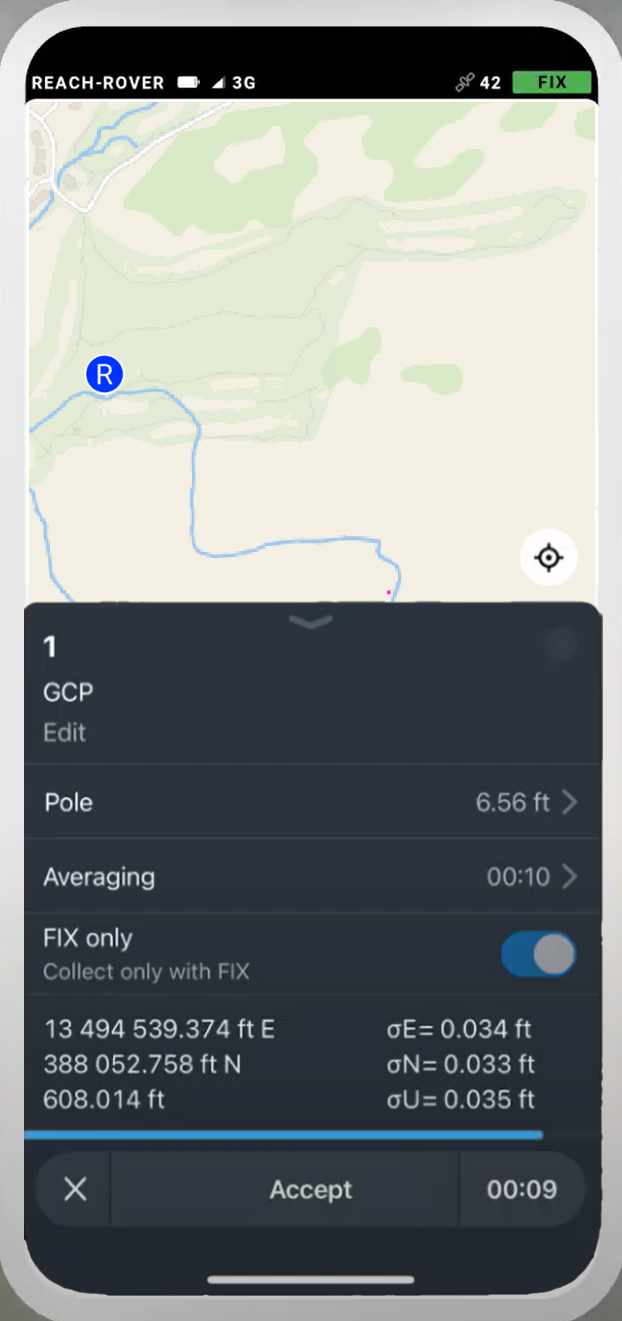 REACH-ROVER 3G 42 FIX
R
1
GCP
Edit
Pole 6.56 ft
Averaging 00:10
FIX only
Collect only with FIX
13 494 539.374 ft E σE= 0.034 ft
388 052.758 ft N σN= 0.033 ft
608.014 ft σU= 0.035 ft
Accept 00:09